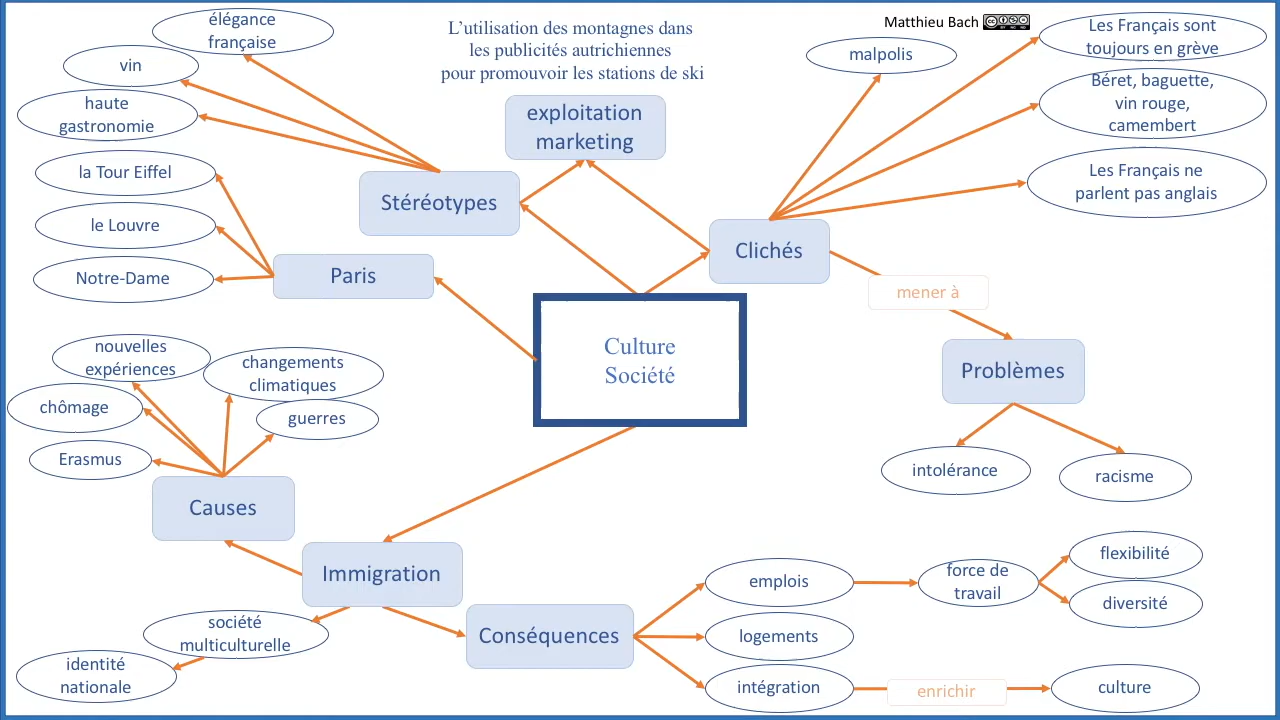 élégance
française
L’utilisation des montagnes dans
les publicités autrichiennes
pour promouvoir les stations de ski
Matthieu Bach
Les Français sont
toujours en grève
malpolis
vin
Béret, baguette,
vin rouge,
camembert
haute
gastronomie
exploitation
marketing
la Tour Eiffel
Les Français ne
parlent pas anglais
Stéréotypes
le Louvre
Clichés
Notre-Dame
Paris
mener à
Culture
Société
nouvelles
expériences
changements
climatiques
Problèmes
chômage
guerres
Erasmus
intolérance
racisme
Causes
Immigration
emplois
force de
travail
flexibilité
diversité
société
multiculturelle
Conséquences
logements
identité
nationale
intégration
enrichir
culture